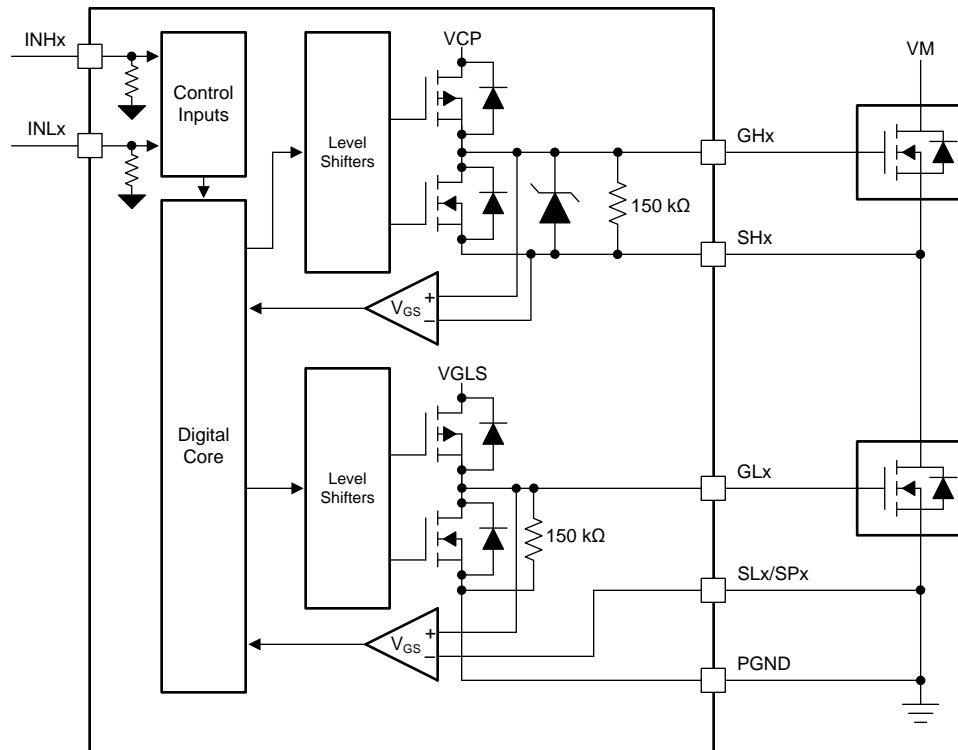 INHx
INLx
Control
Inputs
Level
Shifters
VCP
GHx
150 kΩ
SHx
VM
VGS
+
−
Digital
Core
Level
Shifters
VGLS
GLx
150 kΩ
SLx/SPx
VGS
+
−
PGND